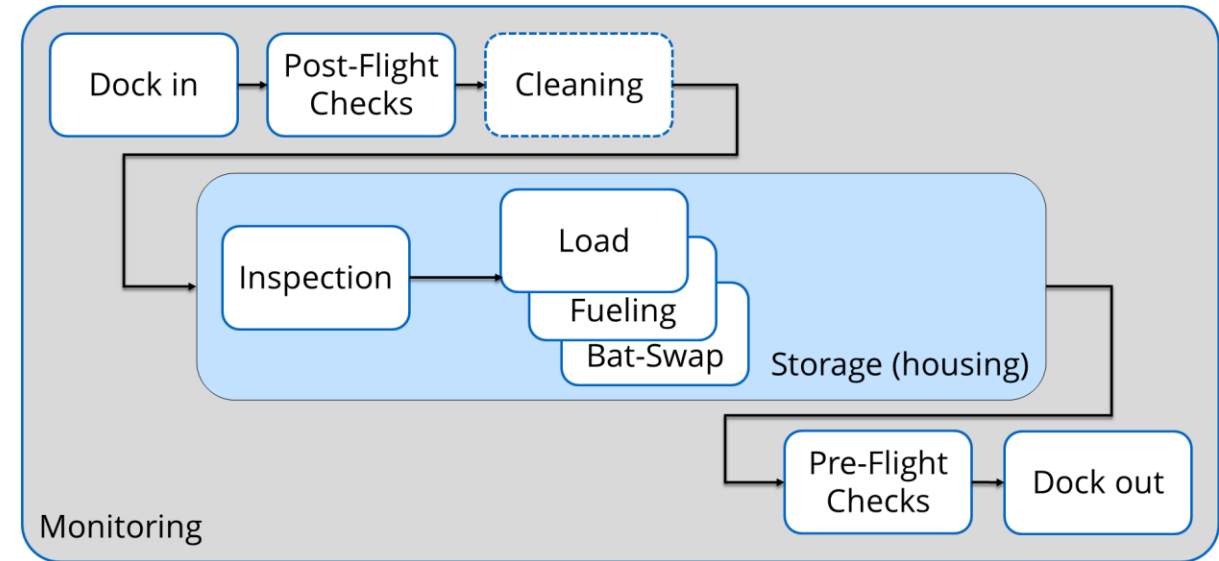 Dock in
Post-Flight
Checks
Cleaning
Inspection
Load
Fueling
Bat-Swap
Storage (housing)
Pre-Flight
Checks
Dock out
Monitoring